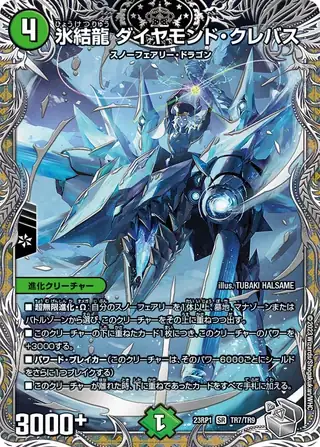 4
ひょうけつりゅう
氷結龍 ダイヤモンド・クレバス
スノーフェアリー・ドラゴン
illus. TUBAKI HALSAME
進化クリーチャー
■超無限進化・Ω：自分のスノーフェアリーを1体以上、墓地、マナゾーンまたは
バトルゾーンから選び、このクリーチャーをその上に重ねつつ出す。
■このクリーチャーの下に重ねたカード1枚につき、このクリーチャーのパワーを
+3000する。
■パワード・ブレイカー（このクリーチャーは、そのパワー6000ごとにシールド
をさらに1つブレイクする）
■このクリーチャーが離れた時、下に重ねてあったカードをすべて手札に加える。
3000+
1
23RP1 SR TR7/TR9